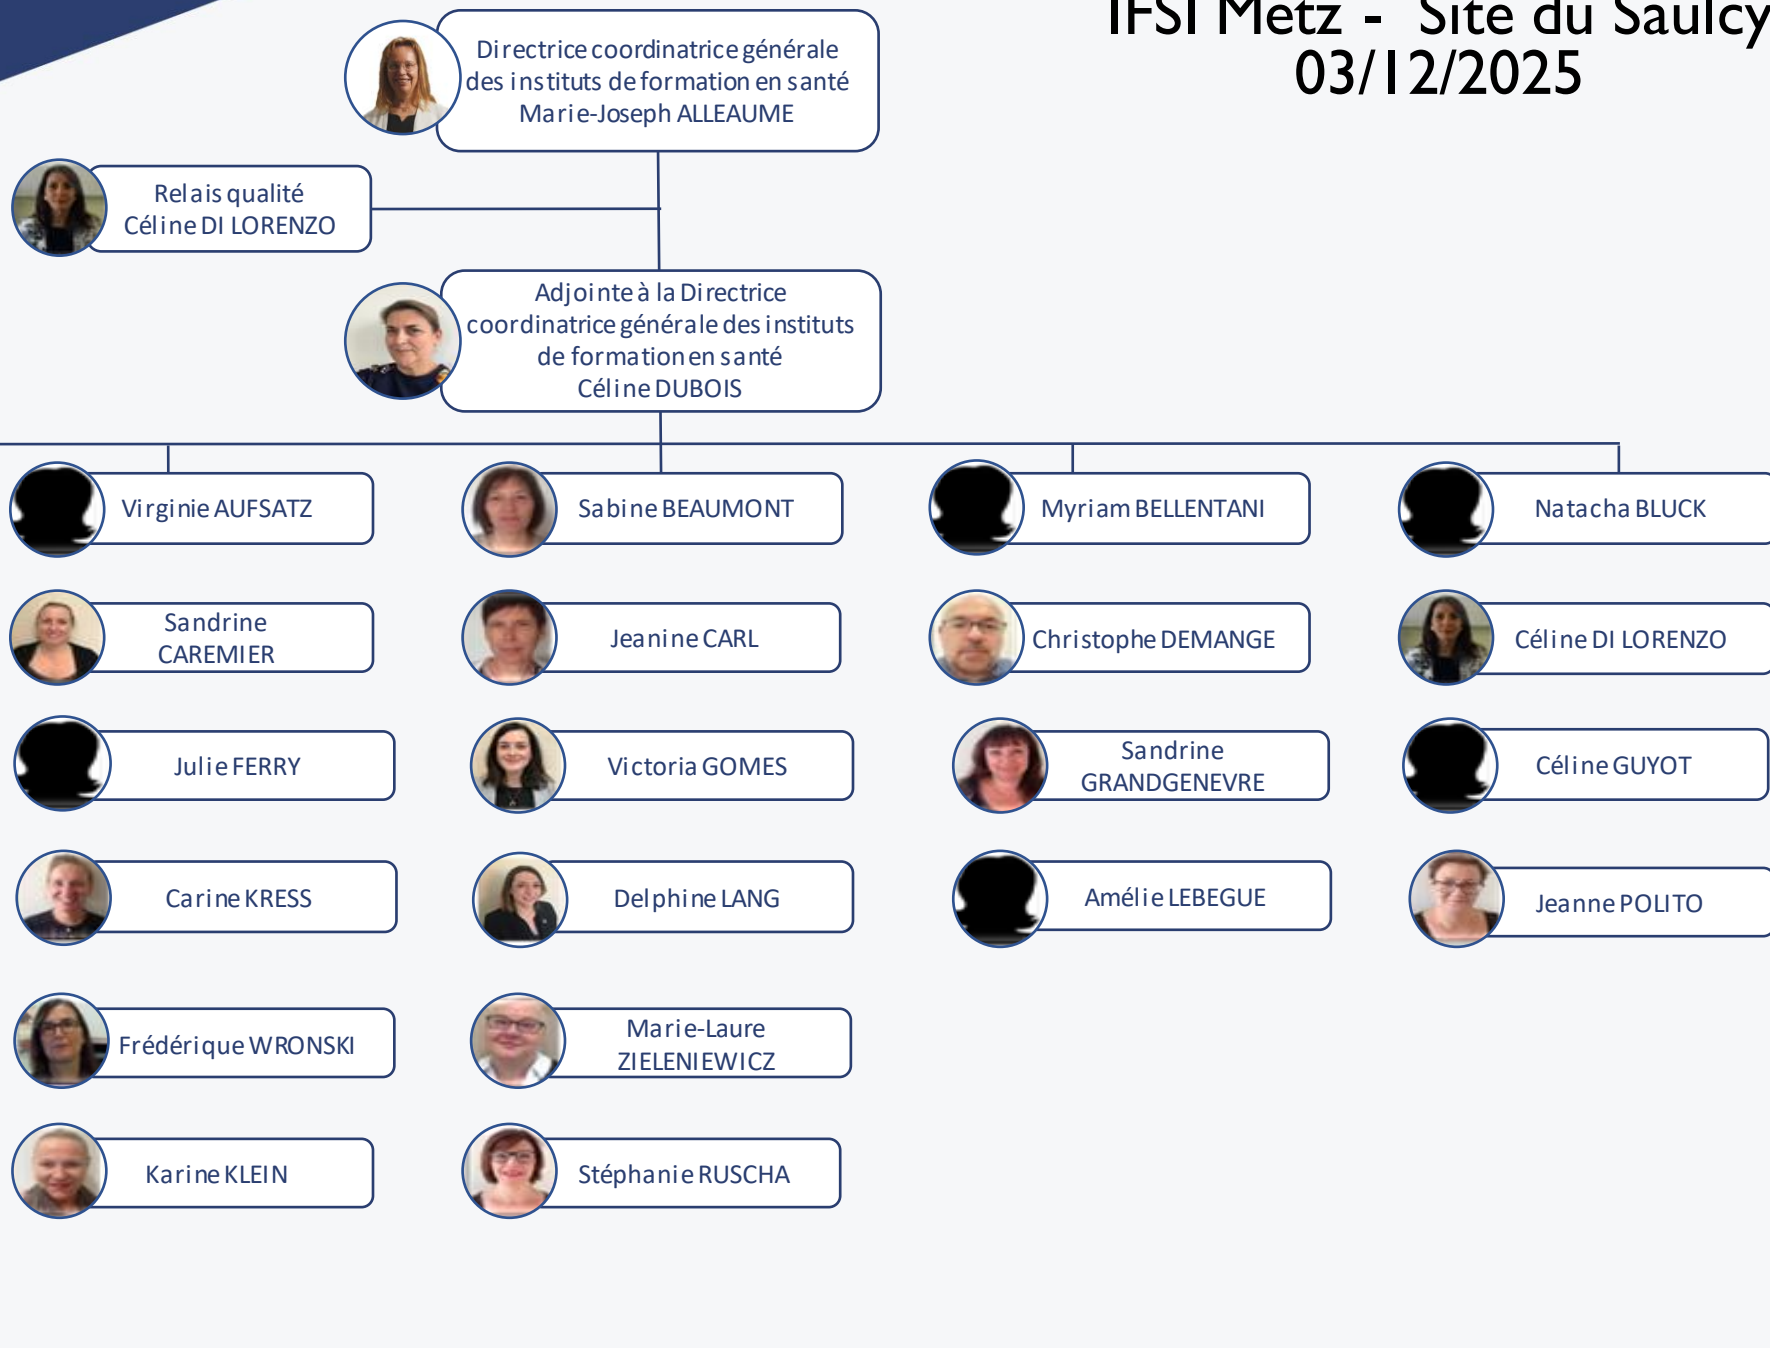 IFSI Metz - Site du Saulcy
03/12/2025
Directrice coordinatrice générale
des instituts de formation en santé
Marie-Joseph ALLEAUME
Relais qualité
Céline DI LORENZO
Adjointe à la Directrice
coordinatrice générale des instituts
de formation en santé
Céline DUBOIS
Virginie AUFSATZ
Sabine BEAUMONT
Myriam BELLENTANI
Natacha BLUCK
Sandrine
CAREMIER
Jeanine CARL
Christophe DEMANGE
Céline DI LORENZO
Julie FERRY
Victoria GOMES
Sandrine
GRANDGENEVRE
Céline GUYOT
Carine KRESS
Delphine LANG
Amélie LEBEGUE
Jeanne POLITO
Frédérique WRONSKI
Marie-Laure
ZIELENIEWICZ
Karine KLEIN
Stéphanie RUSCHA